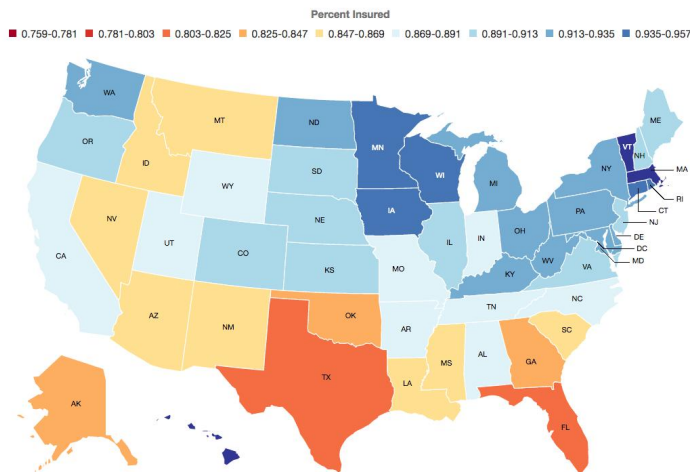 Percent Insured
0.759-0.781 0.781-0.803 0.803-0.825 0.825-0.847 0.847-0.869 0.869-0.891 0.891-0.913 0.913-0.935 0.935-0.957
WA
MT
ND
MN
VT
NH
ME
OR
ID
SD
WI
NY
MA
WY
MI
RI
CT
NV
NE
IA
PA
NJ
CA
UT
CO
IL
IN
OH
DE
DC
MD
KS
MO
WV
VA
KY
AZ
NM
OK
AR
TN
NC
SC
MS
AL
GA
TX
LA
AK
FL